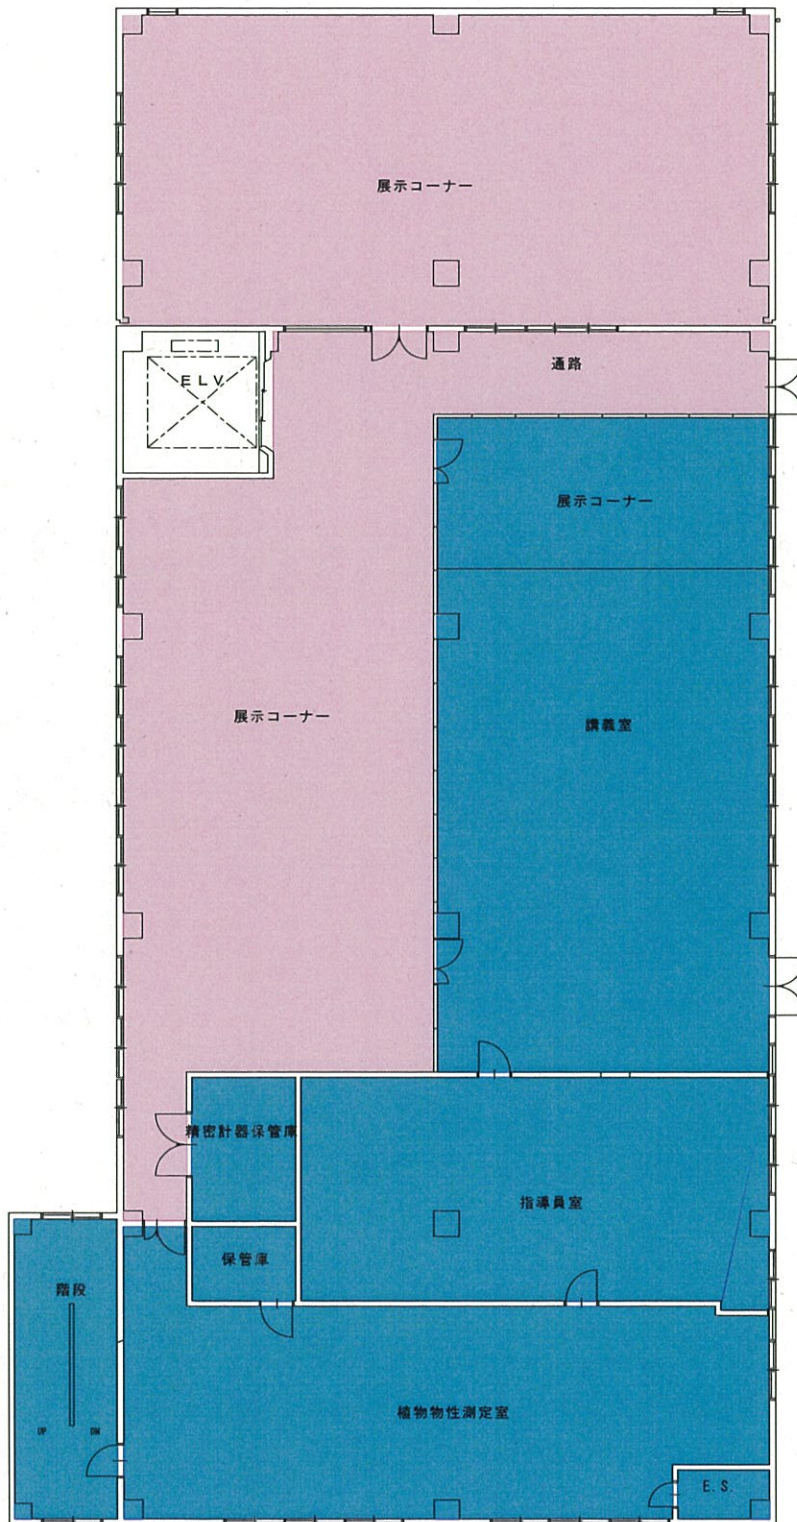 展示コーナー
通路
ELV
展示コーナー
展示コーナー
講義室
精密計器保管庫
指導員室
保管庫
階段
UP
DN
植物物性測定室
E.S.